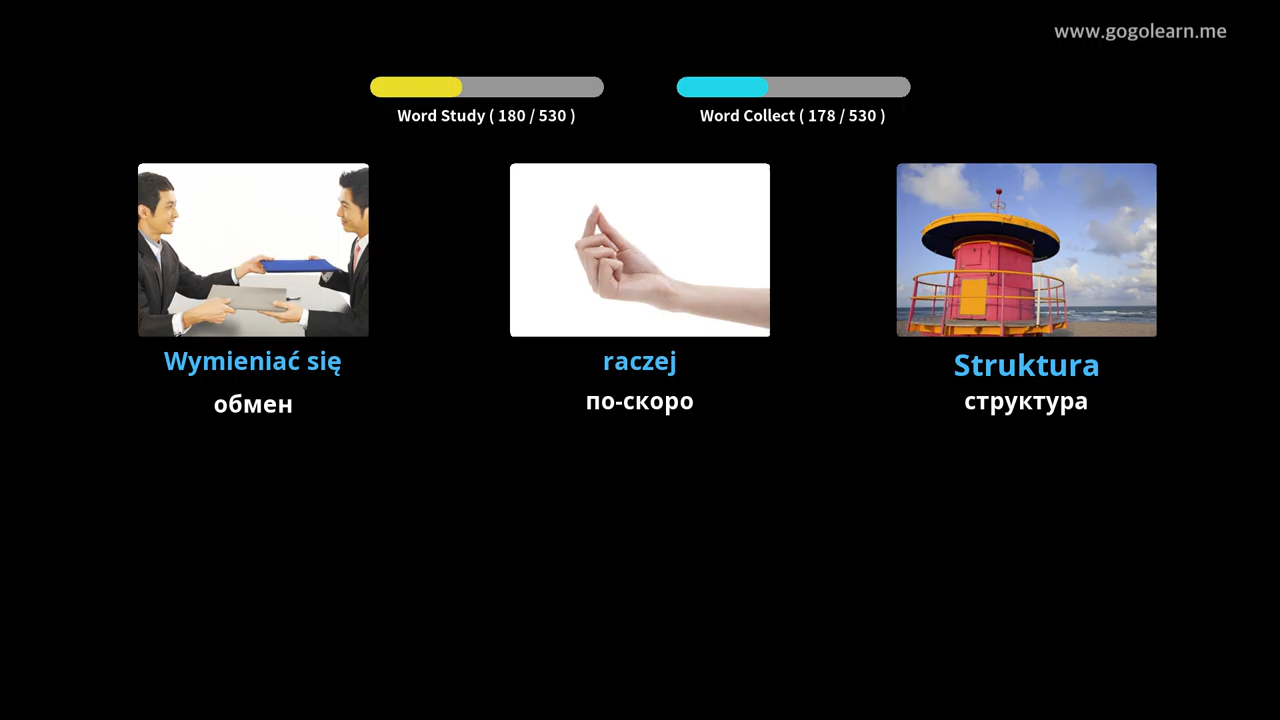 www.gogolearn.me
Word Study ( 180 / 530 )
Word Collect ( 178 / 530 )
Wymieniać się
raczej
Struktura
обмен
по-скоро
структура